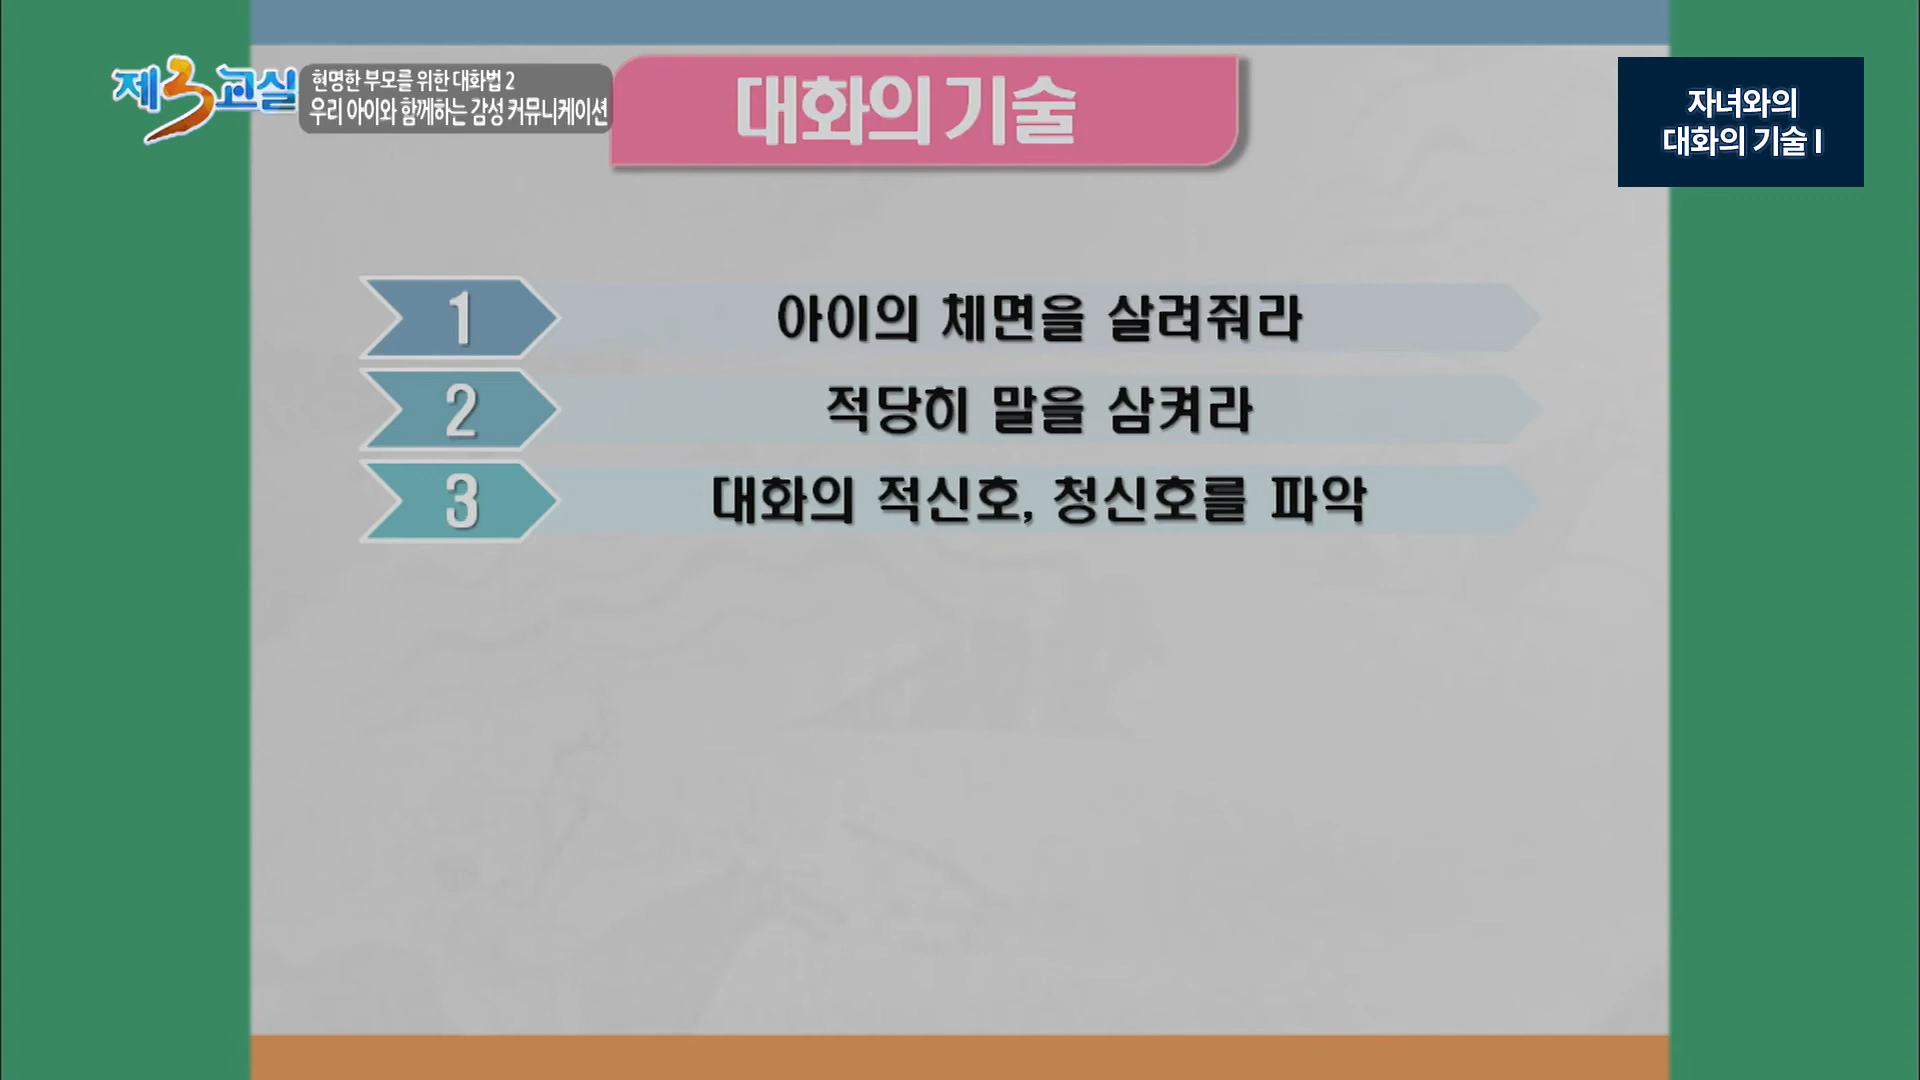 제3교실
현명한 부모를 위한 대화법 2
우리 아이와 함께하는 감성 커뮤니케이션
대화의 기술
자녀와의
대화의 기술 I
1 아이의 체면을 살려줘라
2 적당히 말을 삼켜라
3 대화의 적신호, 청신호를 파악